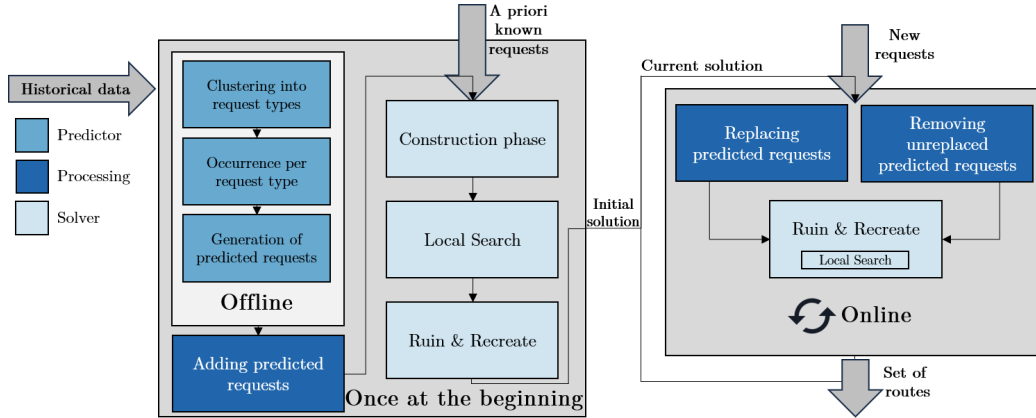 A priori
known
requests
New
requests
Historical data
Predictor
Processing
Solver
Clustering into
request types
Occurrence per
request type
Generation of
predicted requests
Offline
Adding predicted
requests
Construction phase
Local Search
Ruin & Recreate
Once at the beginning
Initial
solution
Current solution
Replacing
predicted requests
Removing
unreplaced
predicted requests
Ruin & Recreate
Local Search
Online
Set of
routes